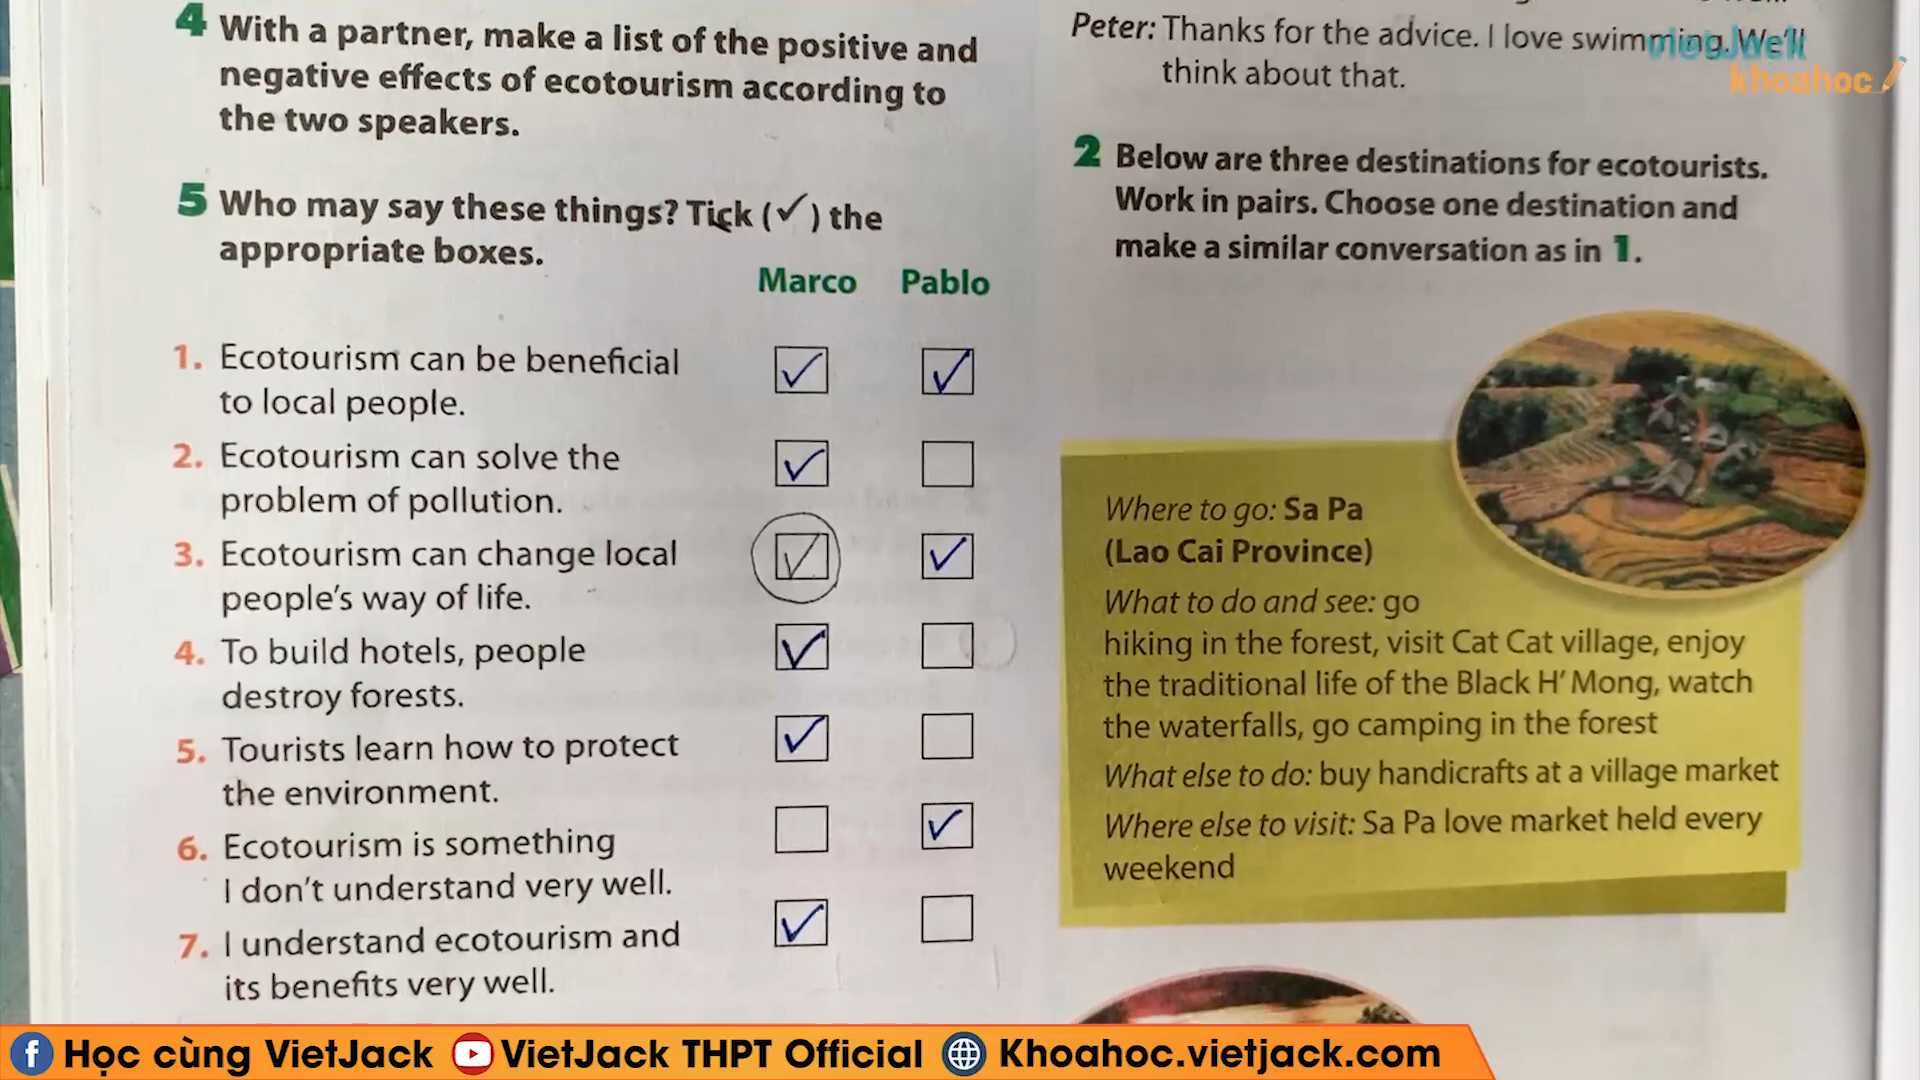 4 With a partner, make a list of the positive and
negative effects of ecotourism according to
the two speakers.
5 Who may say these things? Tick (✓) the
appropriate boxes.
Marco Pablo
1. Ecotourism can be beneficial
to local people.
2. Ecotourism can solve the
problem of pollution.
3. Ecotourism can change local
people's way of life.
4. To build hotels, people
destroy forests.
5. Tourists learn how to protect
the environment.
6. Ecotourism is something
I don't understand very well.
7. I understand ecotourism and
its benefits very well.
Peter: Thanks for the advice. I love swimming. We'll
think about that.
vietJack
khoahoc
2 Below are three destinations for ecotourists.
Work in pairs. Choose one destination and
make a similar conversation as in 1.
Where to go: Sa Pa
(Lao Cai Province)
What to do and see: go
hiking in the forest, visit Cat Cat village, enjoy
the traditional life of the Black H'Mong, watch
the waterfalls, go camping in the forest
What else to do: buy handicrafts at a village market
Where else to visit: Sa Pa love market held every
weekend
Học cùng VietJack VietJack THPT Official Khoahoc.vietjack.com